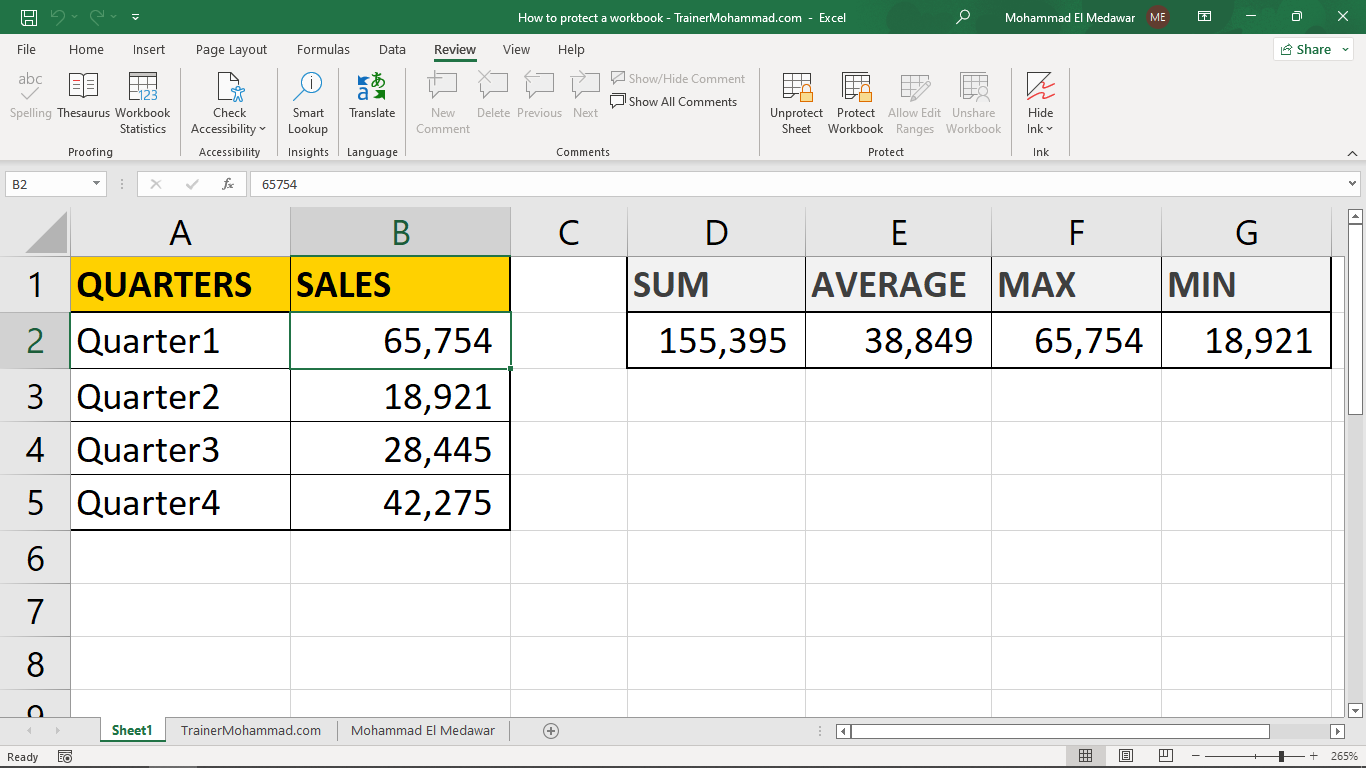 How to protect a workbook - TrainerMohammad.com - Excel
Mohammad El Medawar ME
File Home Insert Page Layout Formulas Data Review View Help Share
abc
Spelling Thesaurus Workbook Statistics
Check Accessibility
Smart Lookup
Translate
New Comment Delete Previous Next
Show/Hide Comment
Show All Comments
Unprotect Sheet Protect Workbook Allow Edit Ranges Unshare Workbook
Hide Ink
Proofing Accessibility Insights Language Comments Protect Ink
B2 fx 65754
A B C D E F G
1 QUARTERS SALES SUM AVERAGE MAX MIN
2 Quarter1 65,754 155,395 38,849 65,754 18,921
3 Quarter2 18,921
4 Quarter3 28,445
5 Quarter4 42,275
6
7
8
9
Sheet1 TrainerMohammad.com Mohammad El Medawar
Ready 265%